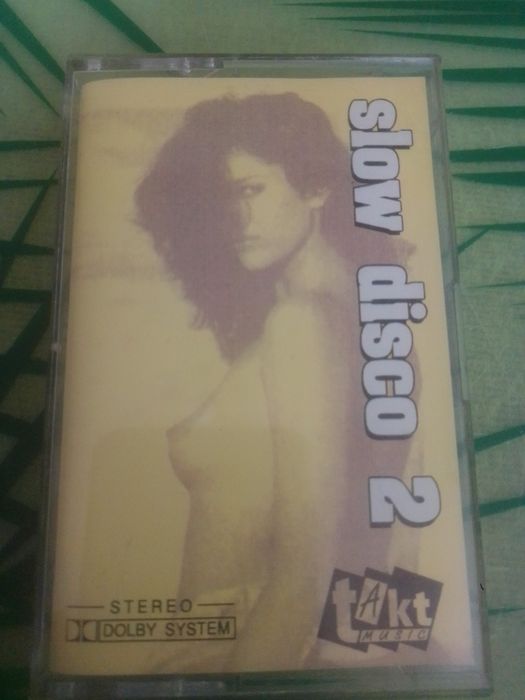 slow disco 2
STEREO
DOLBY SYSTEM
tAkt
MUSIC